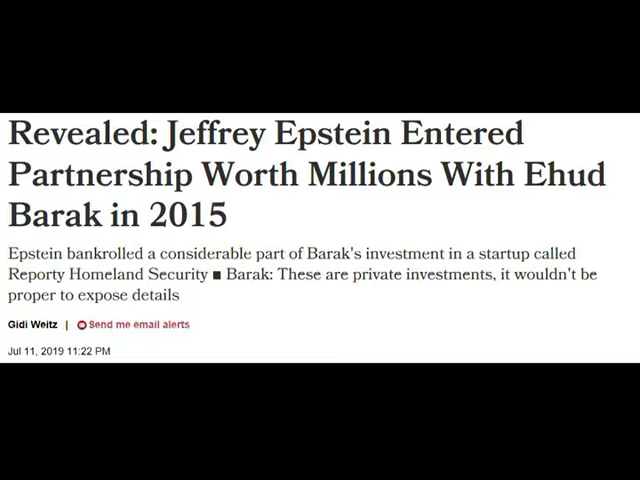 Revealed: Jeffrey Epstein Entered
Partnership Worth Millions With Ehud
Barak in 2015
Epstein bankrolled a considerable part of Barak's investment in a startup called
Reporty Homeland Security ■ Barak: These are private investments, it wouldn't be
proper to expose details
Gidi Weitz | Send me email alerts
Jul 11, 2019 11:22 PM